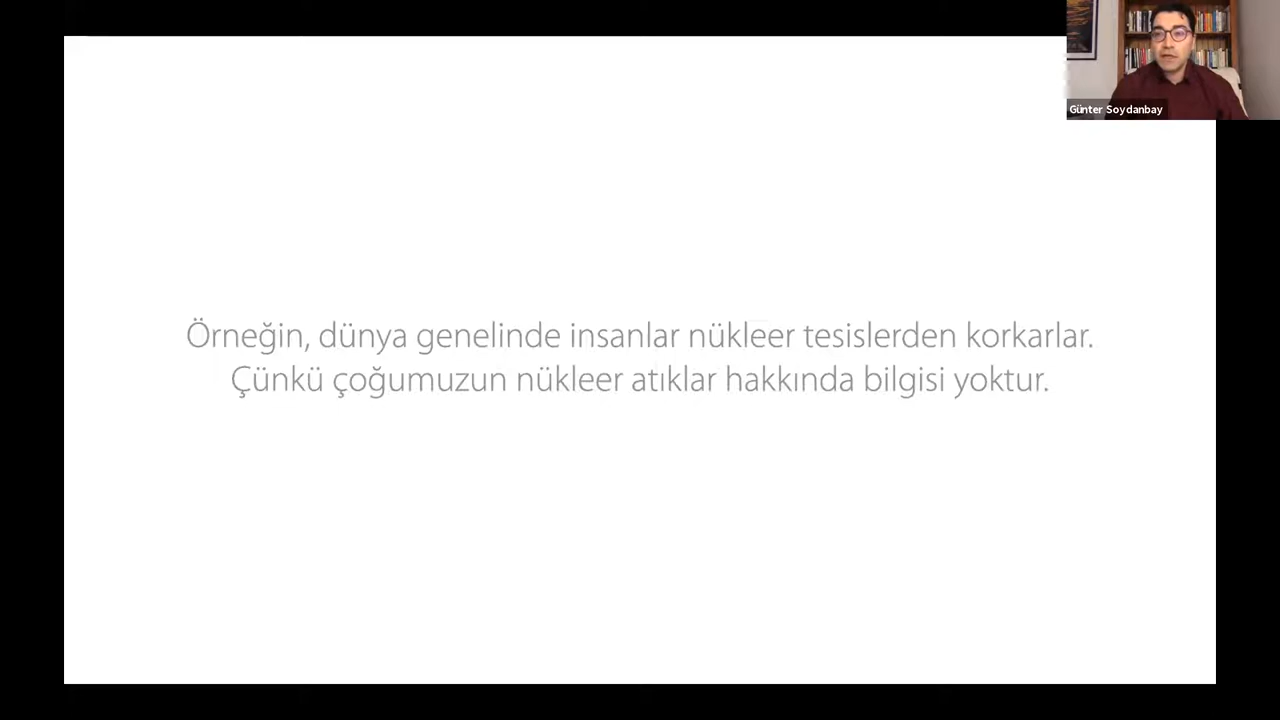 Günter Soydanbay
Örneğin, dünya genelinde insanlar nükleer tesislerden korkarlar.
Çünkü çoğumuzun nükleer atıklar hakkında bilgisi yoktur.